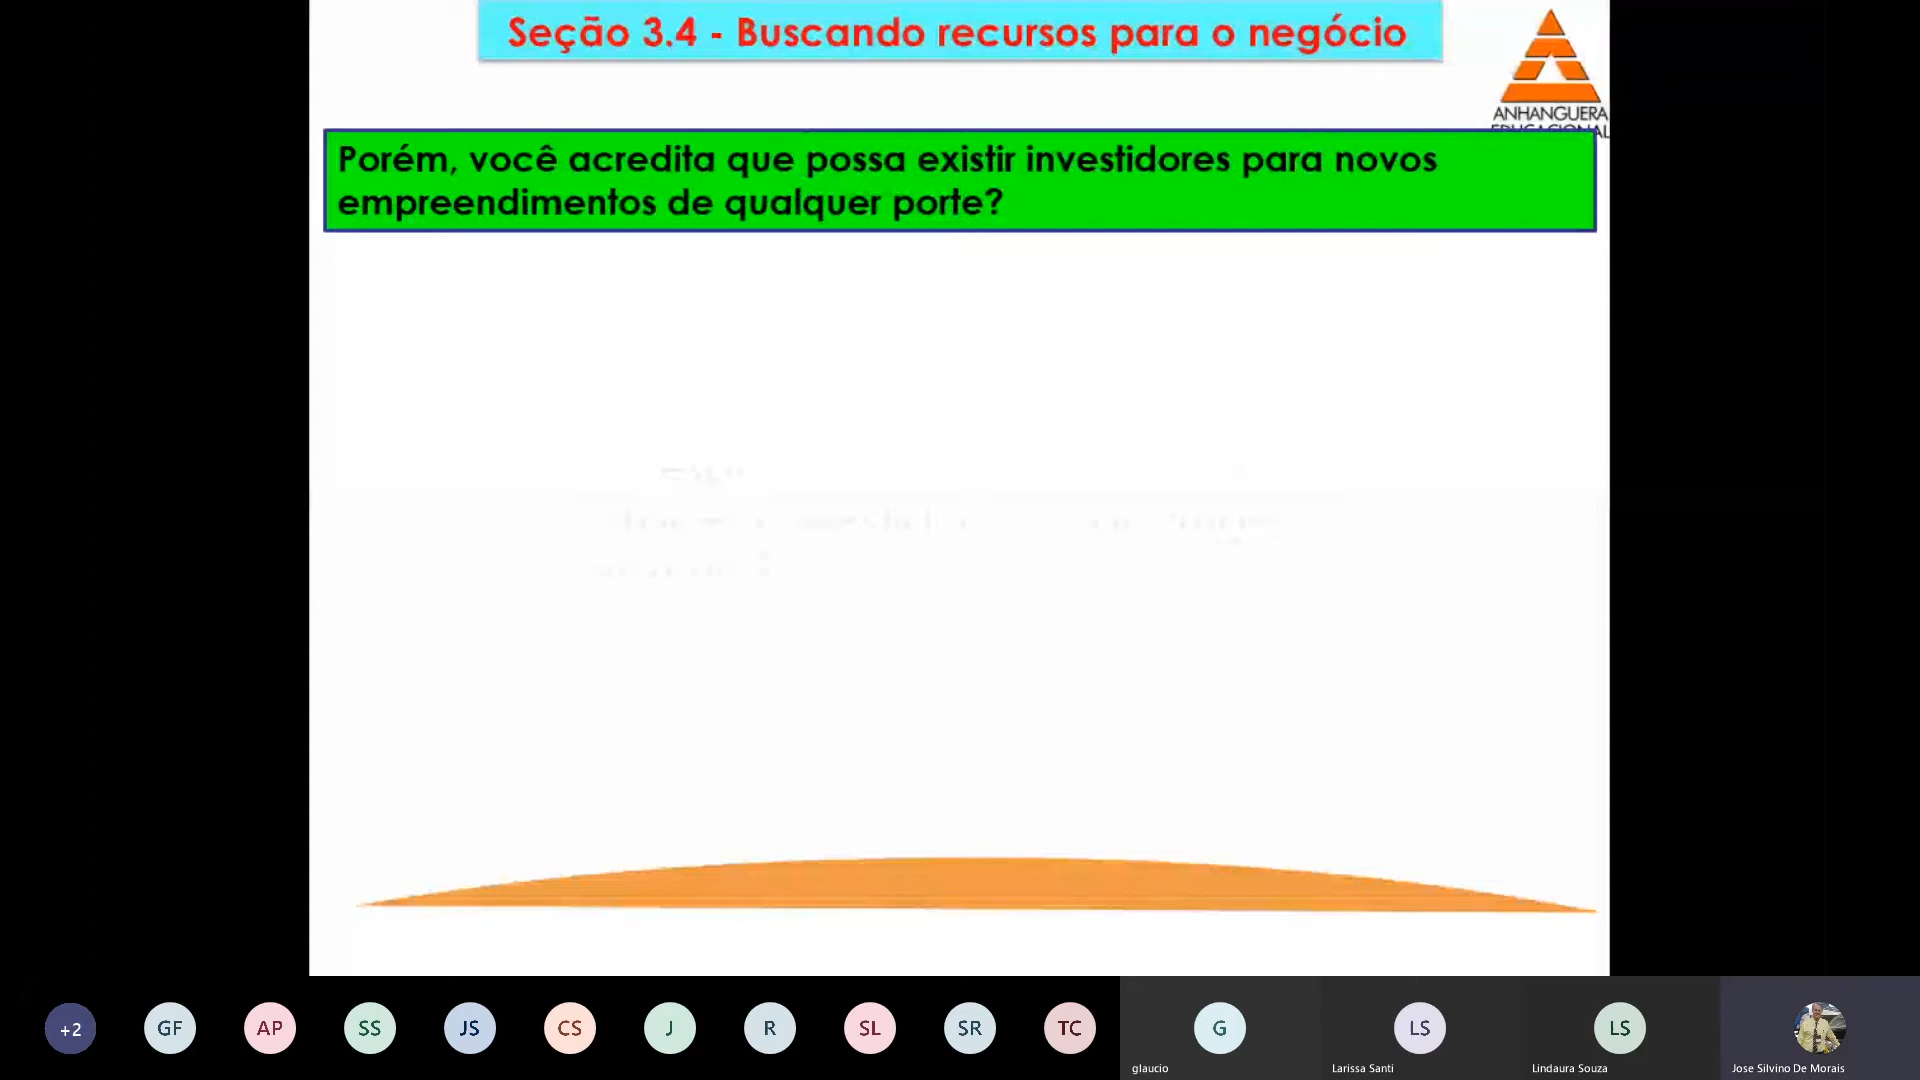 Seção 3.4 - Buscando recursos para o negócio
ANHANGUERA
EDUCACIONAL
Porém, você acredita que possa existir investidores para novos
empreendimentos de qualquer porte?
+2 GF AP SS JS CS J R SL SR TC G LS LS
glaucio Larissa Santi Lindaura Souza Jose Silvino De Morais